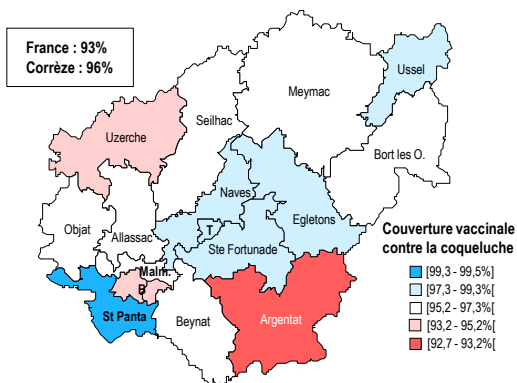 France : 93%
Corrèze : 96%
Ussel
Meymac
Seilhac
Uzerche
Bort les O.
Naves
Egletons
T
Objat
Allassac
Ste Fortunade
Malm.
B
St Panta
Beynat
Argentat
Couverture vaccinale
contre la coqueluche
[99,3 - 99,5%]
[97,3 - 99,3%[
[95,2 - 97,3%[
[93,2 - 95,2%[
[92,7 - 93,2%[